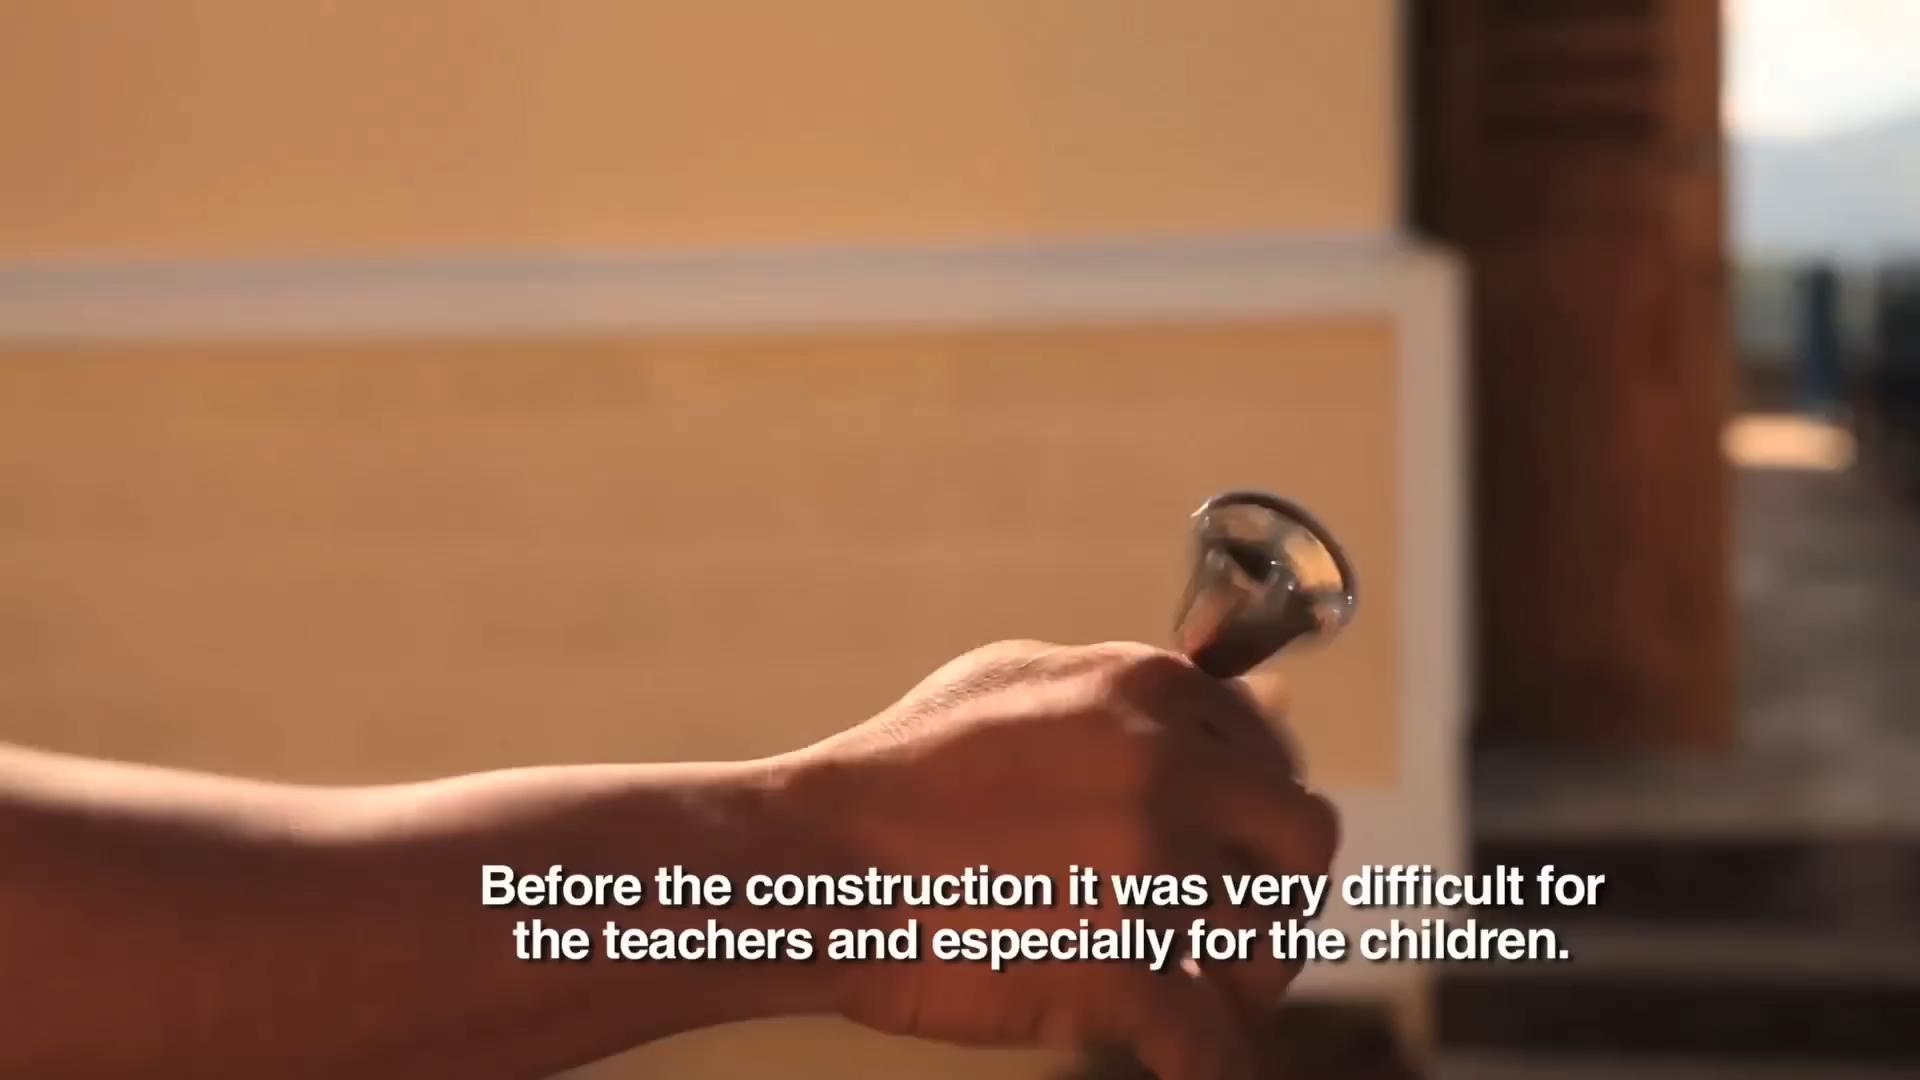 Before the construction it was very difficult for
the teachers and especially for the children.